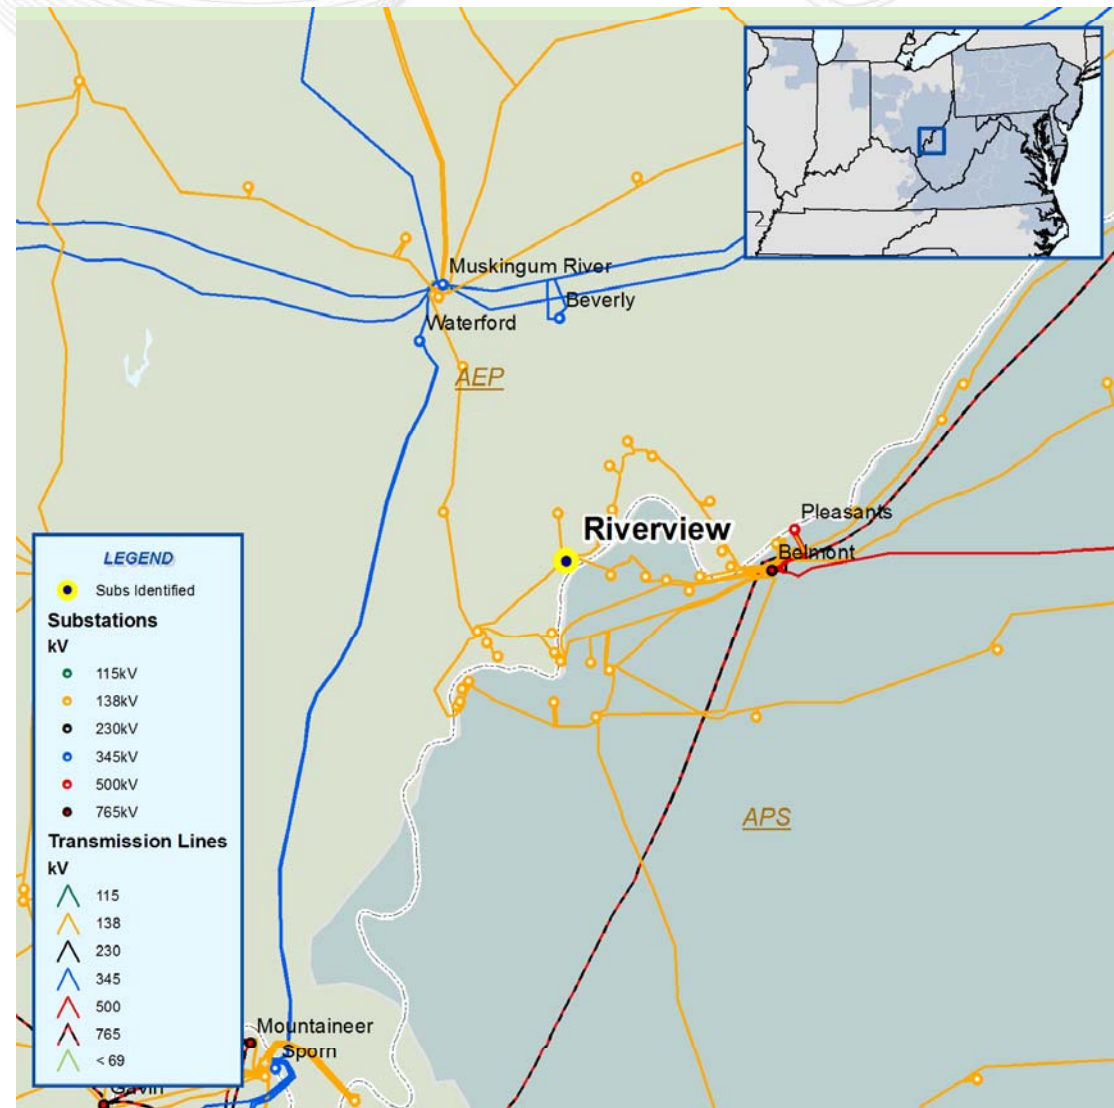 Muskingum River
Beverly
Waterford
AEP
Riverview
Pleasants
Belmont
APS
LEGEND
Subs Identified
Substations
kV
115kV
138kV
230kV
345kV
500kV
765kV
Transmission Lines
kV
115
138
230
345
500
765
< 69
Mountaineer
Sporn
Gavin